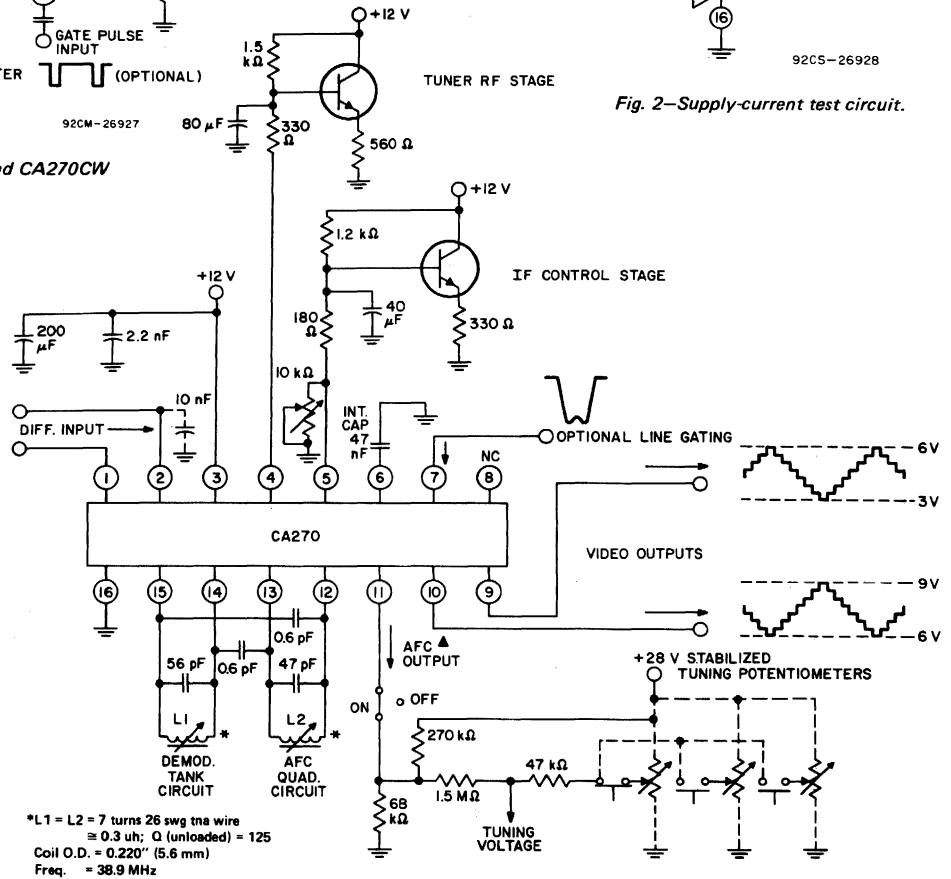 GATE PULSE
INPUT
TER
(OPTIONAL)
92CM-26927
nd CA270CW
+12 V
1.5
kΩ
TUNER RF STAGE
80 µF
330
Ω
560 Ω
16
92CS-26928
Fig. 2—Supply-current test circuit.
+12 V
1.2 kΩ
IF CONTROL STAGE
40
µF
180
Ω
330 Ω
+12 V
200
µF
2.2 nF
10 kΩ
10 nF
DIFF. INPUT
INT.
CAP
47
nF
OPTIONAL LINE GATING
NC
1 2 3 4 5 6 7 8
6V
3V
CA270
VIDEO OUTPUTS
16 15 14 13 12 11 10 9
9V
6V
0.6 pF
0.6 pF
56 pF
47 pF
AFC ▲
OUTPUT
+28 V STABILIZED
TUNING POTENTIOMETERS
ON
OFF
L1
*
L2
*
270 kΩ
DEMOD.
TANK
CIRCUIT
AFC
QUAD.
CIRCUIT
47 kΩ
1.5 MΩ
68
kΩ
TUNING
VOLTAGE
*L1 = L2 = 7 turns 26 swg tna wire
≅ 0.3 uh; Q (unloaded) = 125
Coil O.D. = 0.220" (5.6 mm)
Freq. = 38.9 MHz